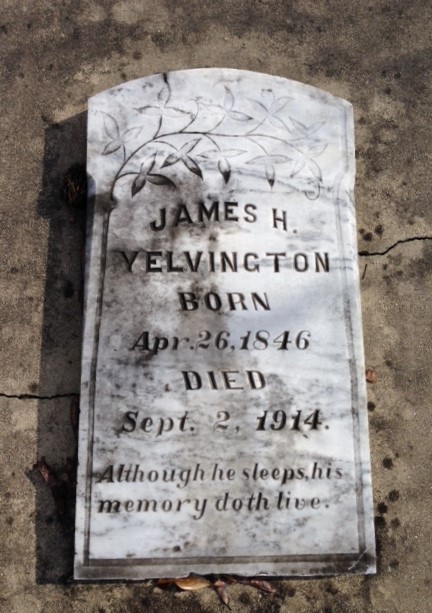 JAMES H.
YELVINGTON
BORN
Apr. 26, 1846
DIED
Sept. 2, 1914.
Although he sleeps, his
memory doth live.